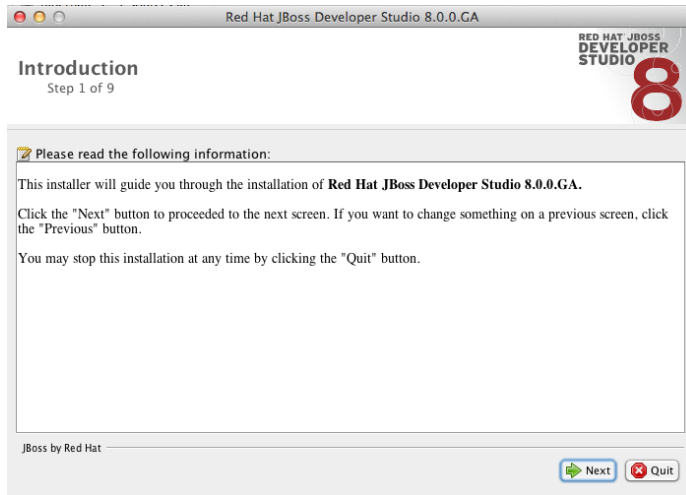 Red Hat JBoss Developer Studio 8.0.0.GA
RED HAT JBOSS
DEVELOPER
STUDIO
8
Introduction
Step 1 of 9
Please read the following information:
This installer will guide you through the installation of Red Hat JBoss Developer Studio 8.0.0.GA.
Click the "Next" button to proceeded to the next screen. If you want to change something on a previous screen, click
the "Previous" button.
You may stop this installation at any time by clicking the "Quit" button.
JBoss by Red Hat
Next
Quit